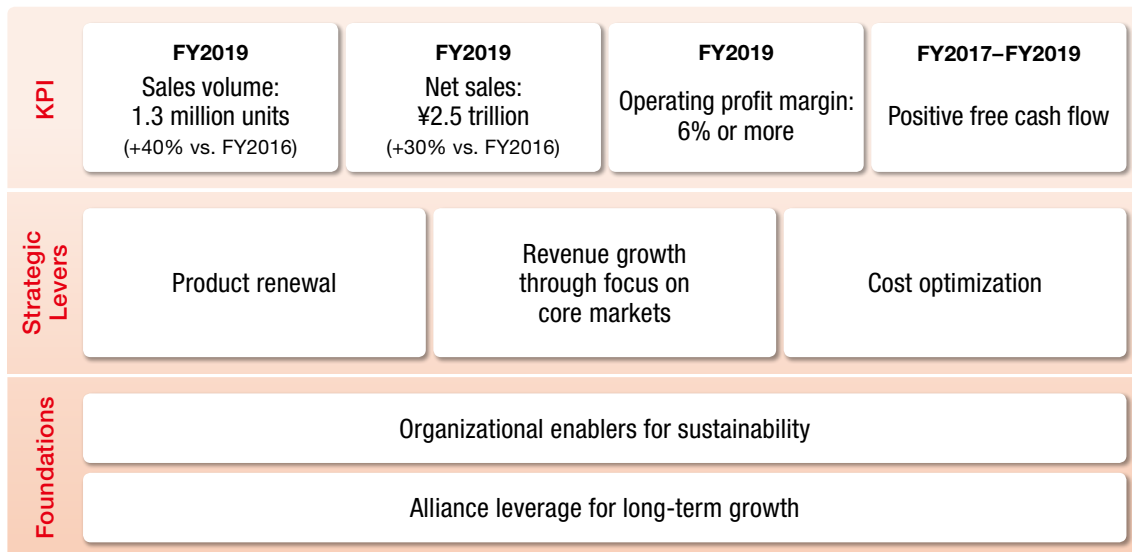 KPI
FY2019
Sales volume:
1.3 million units
(+40% vs. FY2016)
FY2019
Net sales:
¥2.5 trillion
(+30% vs. FY2016)
FY2019
Operating profit margin:
6% or more
FY2017–FY2019
Positive free cash flow
Strategic
Levers
Product renewal
Revenue growth
through focus on
core markets
Cost optimization
Foundations
Organizational enablers for sustainability
Alliance leverage for long-term growth